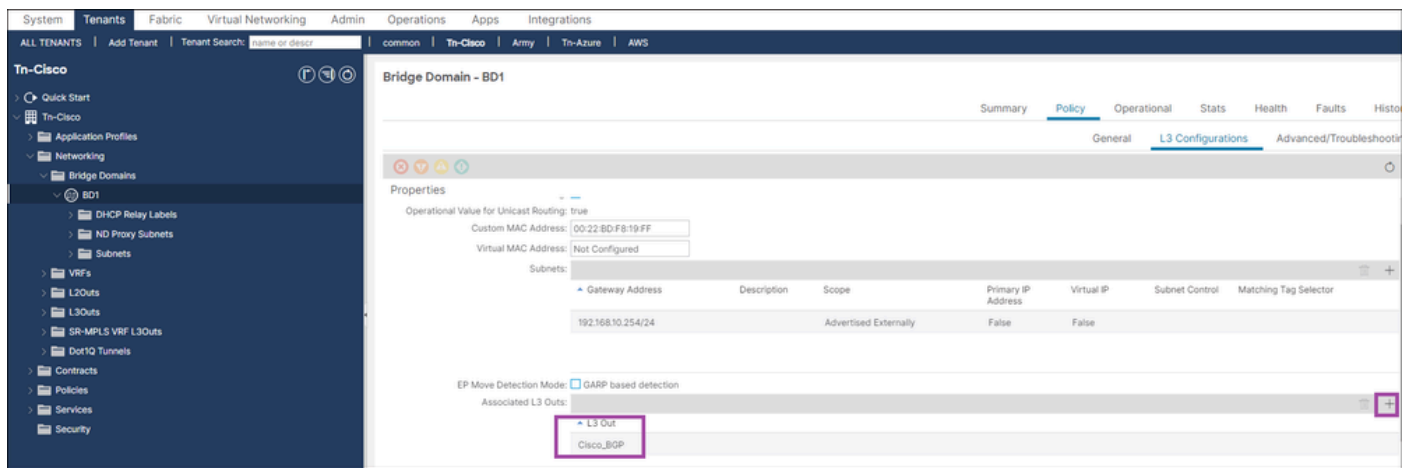 System Tenants Fabric Virtual Networking Admin Operations Apps Integrations
ALL TENANTS | Add Tenant | Tenant Search: name or descr | common | Tn-Cisco | Army | Tn-Azure | AWS
Tn-Cisco
Quick Start
Tn-Cisco
Application Profiles
Networking
Bridge Domains
BD1
DHCP Relay Labels
ND Proxy Subnets
Subnets
VRFs
L2Outs
L3Outs
SR-MPLS VRF L3Outs
Dot1Q Tunnels
Contracts
Policies
Services
Security
Bridge Domain - BD1
Summary Policy Operational Stats Health Faults Histo
General L3 Configurations Advanced/Troubleshootin
Properties
Operational Value for Unicast Routing: true
Custom MAC Address: 00:22:BD:F8:19:FF
Virtual MAC Address: Not Configured
Subnets:
Gateway Address Description Scope Primary IP Address Virtual IP Subnet Control Matching Tag Selector
192.168.10.254/24 Advertised Externally False False
EP Move Detection Mode: GARP based detection
Associated L3 Outs:
L3 Out
Cisco_BGP